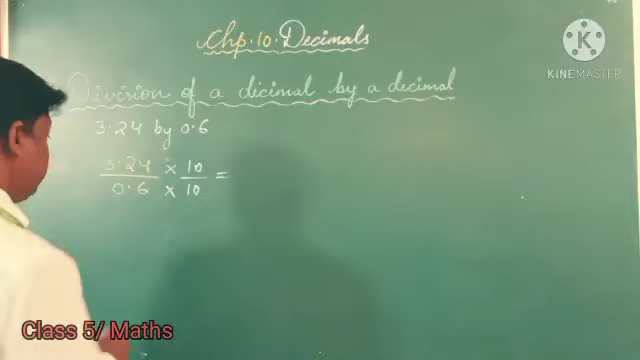 Chp. 10. Decimals
KINEMASTER
Division of a dicimal by a decimal
3.24 by 0.6
3.24 x 10 =
0.6 x 10
Class 5/ Maths